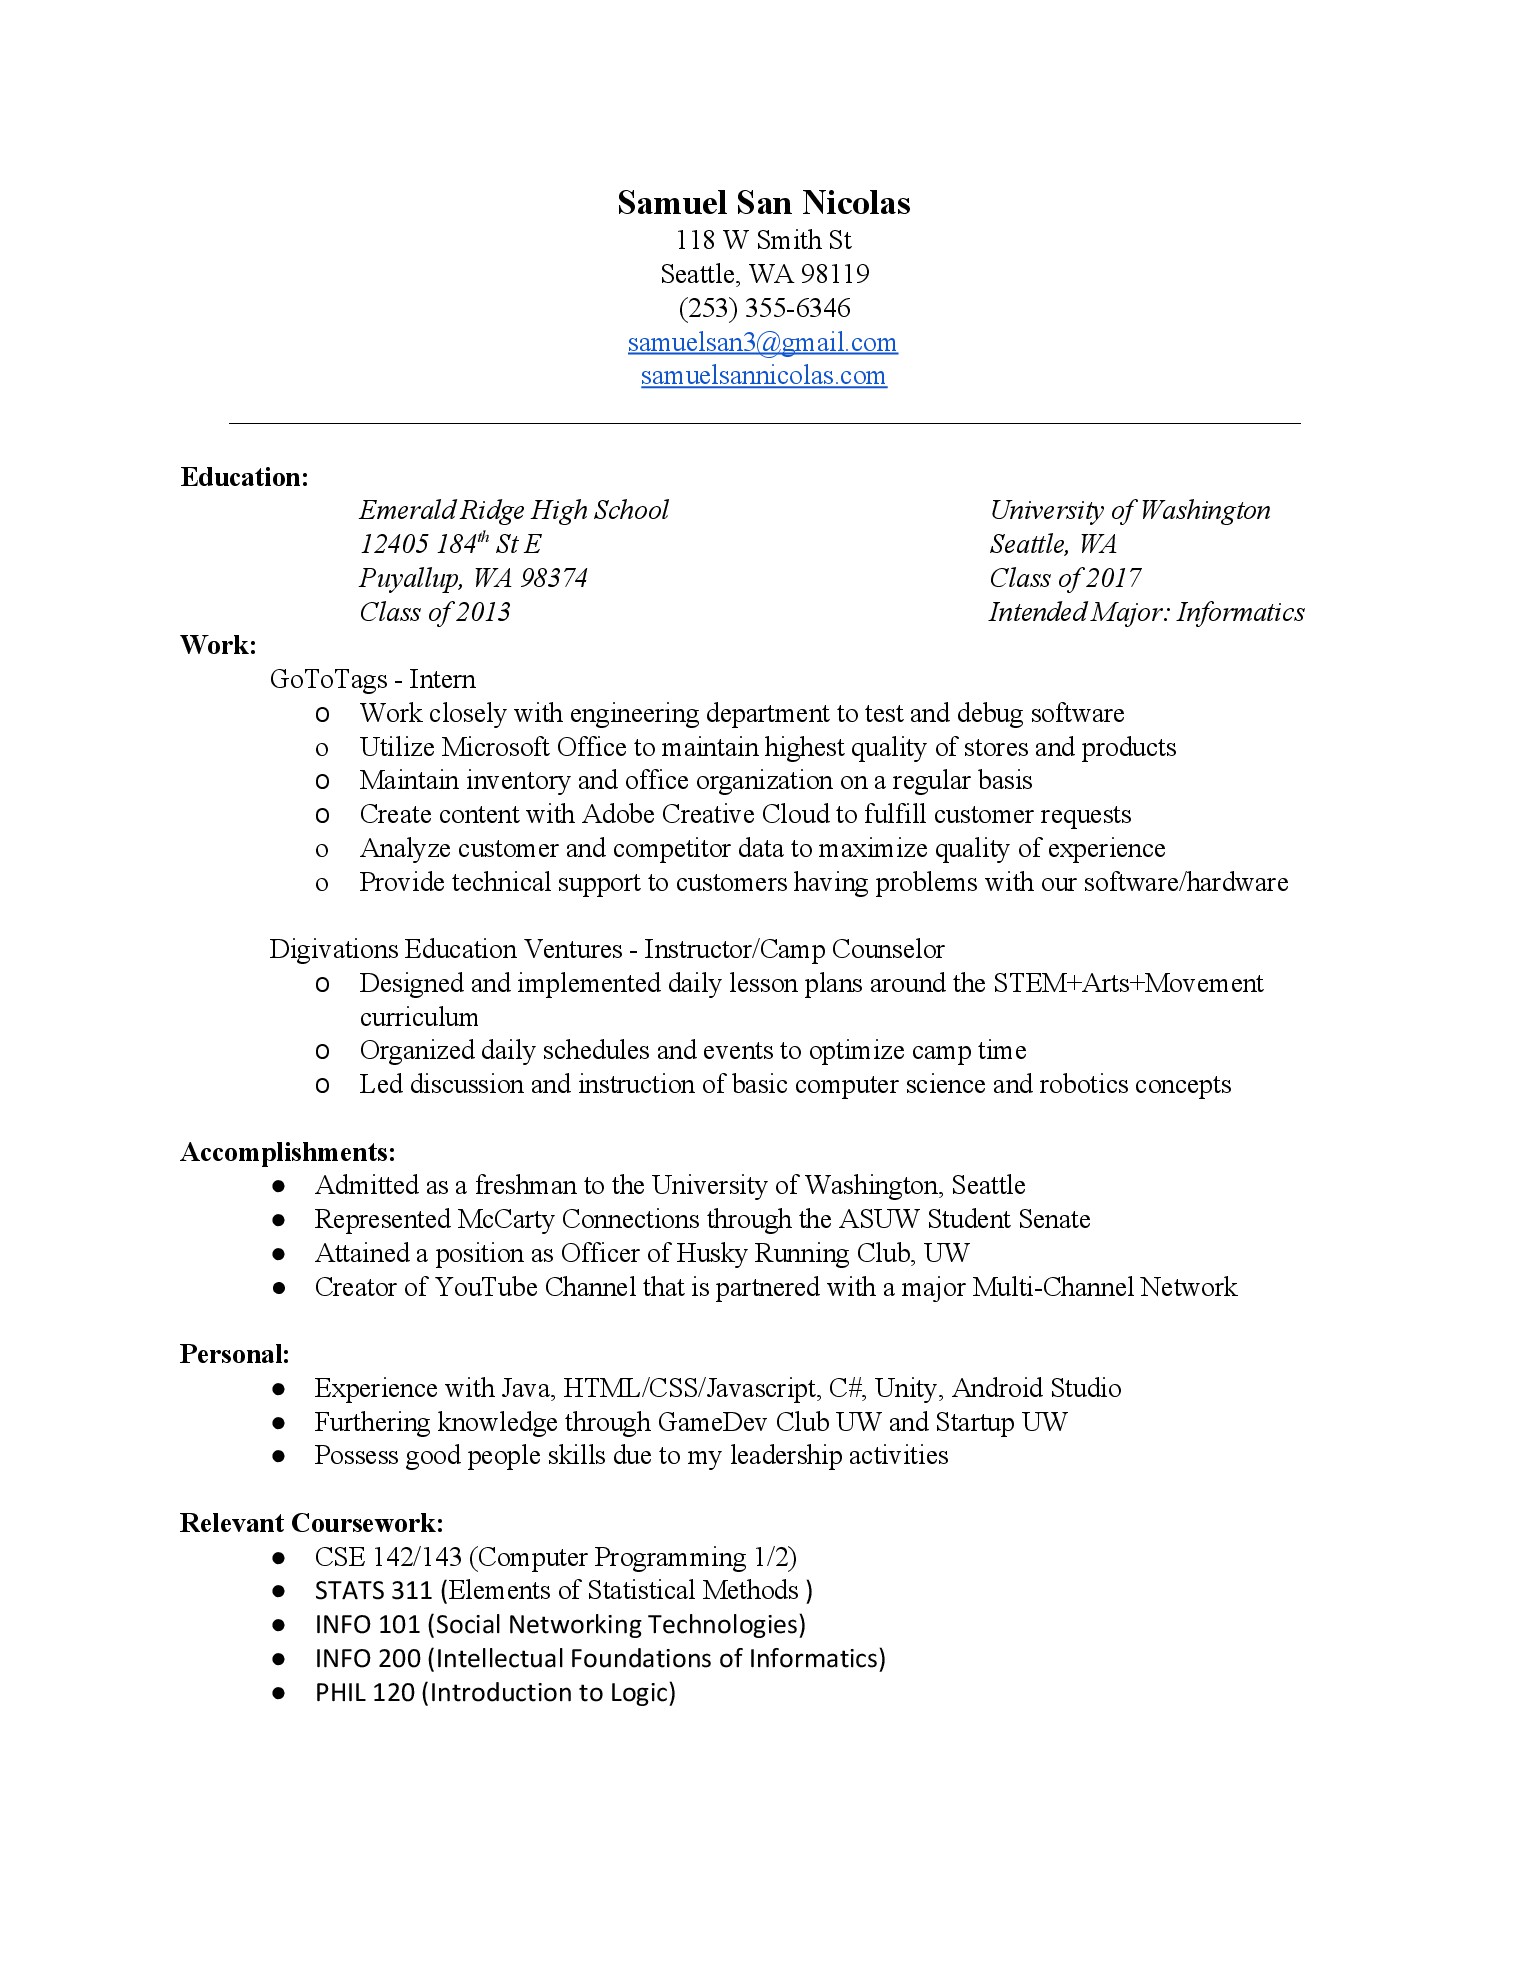 Samuel San Nicolas
118 W Smith St
Seattle, WA 98119
(253) 355-6346
samuelsan3@gmail.com
samuelsannicolas.com
Education:
Emerald Ridge High School University of Washington
12405 184th St E Seattle, WA
Puyallup, WA 98374 Class of 2017
Class of 2013 Intended Major: Informatics
Work:
GoToTags - Intern
o Work closely with engineering department to test and debug software
o Utilize Microsoft Office to maintain highest quality of stores and products
o Maintain inventory and office organization on a regular basis
o Create content with Adobe Creative Cloud to fulfill customer requests
o Analyze customer and competitor data to maximize quality of experience
o Provide technical support to customers having problems with our software/hardware
Digivations Education Ventures - Instructor/Camp Counselor
o Designed and implemented daily lesson plans around the STEM+Arts+Movement
curriculum
o Organized daily schedules and events to optimize camp time
o Led discussion and instruction of basic computer science and robotics concepts
Accomplishments:
● Admitted as a freshman to the University of Washington, Seattle
● Represented McCarty Connections through the ASUW Student Senate
● Attained a position as Officer of Husky Running Club, UW
● Creator of YouTube Channel that is partnered with a major Multi-Channel Network
Personal:
● Experience with Java, HTML/CSS/Javascript, C#, Unity, Android Studio
● Furthering knowledge through GameDev Club UW and Startup UW
● Possess good people skills due to my leadership activities
Relevant Coursework:
● CSE 142/143 (Computer Programming 1/2)
● STATS 311 (Elements of Statistical Methods )
● INFO 101 (Social Networking Technologies)
● INFO 200 (Intellectual Foundations of Informatics)
● PHIL 120 (Introduction to Logic)